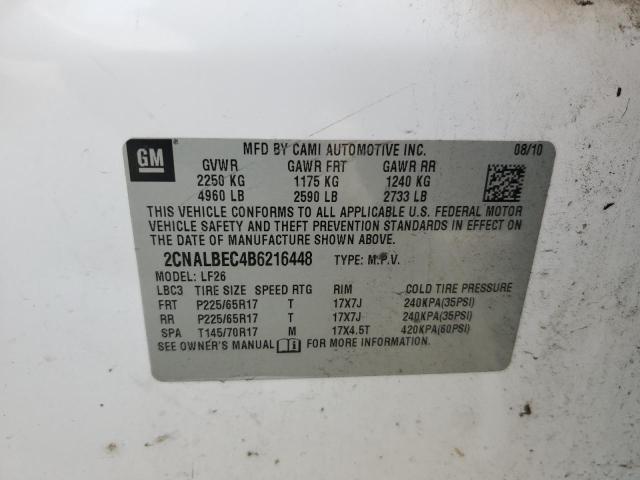 GM MFD BY CAMI AUTOMOTIVE INC. 08/10
GVWR GAWR FRT GAWR RR
2250 KG 1175 KG 1240 KG
4960 LB 2590 LB 2733 LB
THIS VEHICLE CONFORMS TO ALL APPLICABLE U.S. FEDERAL MOTOR
VEHICLE SAFETY AND THEFT PREVENTION STANDARDS IN EFFECT ON
THE DATE OF MANUFACTURE SHOWN ABOVE.
2CNALBEC4B6216448 TYPE: M.P.V.
MODEL: LF26
LBC3 TIRE SIZE SPEED RTG RIM COLD TIRE PRESSURE
FRT P225/65R17 T 17X7J 240KPA(35PSI)
RR P225/65R17 T 17X7J 240KPA(35PSI)
SPA T145/70R17 M 17X4.5T 420KPA(60PSI)
SEE OWNER'S MANUAL FOR MORE INFORMATION.